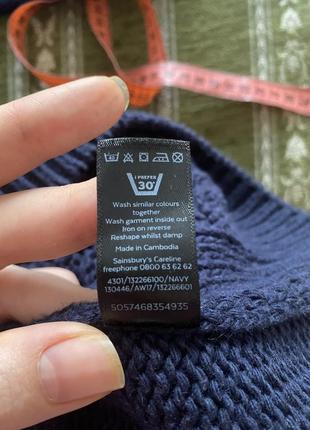 I PREFER
30°
Wash similar colours
together
Wash garment inside out
Iron on reverse
Reshape whilst damp
Made in Cambodia
Sainsbury's Careline
freephone 0800 63 62 62
4301/132266100/NAVY
130446/AW17/132266601
5057468354935